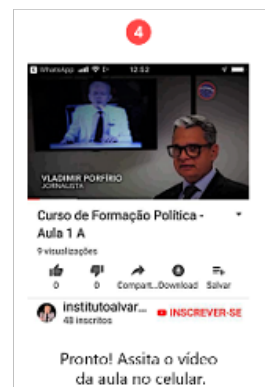 4
WhatsApp 12:52
VLADIMIR PORFÍRIO
JORNALISTA
Curso de Formação Política -
Aula 1 A
9 visualizações
0 0 Compart... Download Salvar
institutoalvar... INSCREVER-SE
48 inscritos
Pronto! Assita o vídeo
da aula no celular.